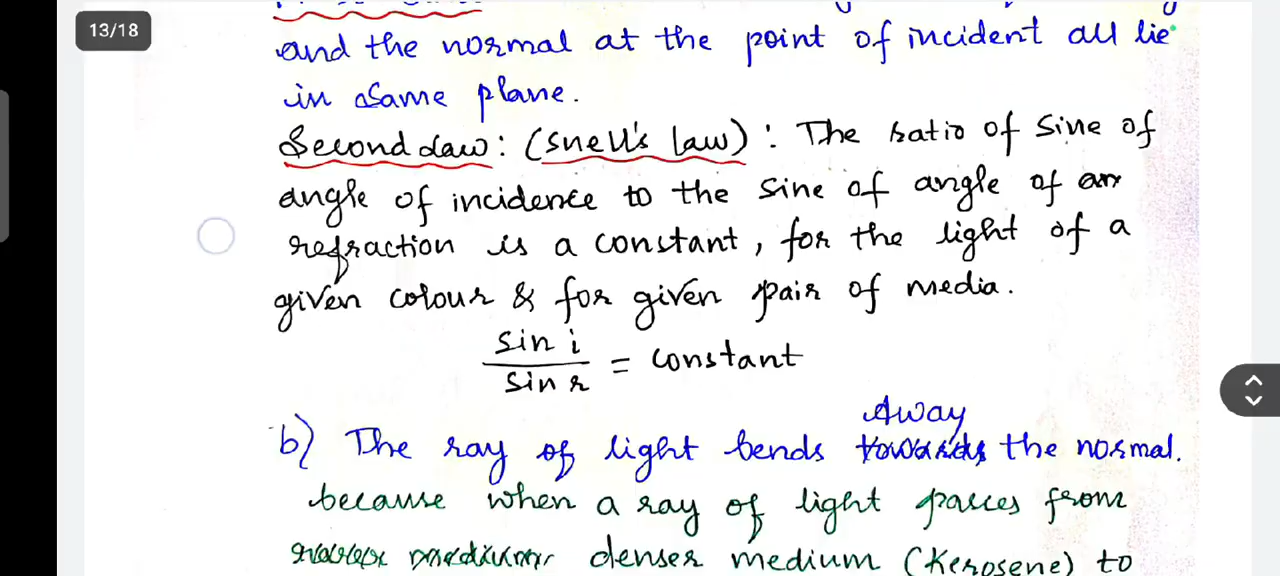 13/18
and the normal at the point of incident all lie
in same plane.
Second Law: (Snell's law): The ratio of sine of
angle of incidence to the sine of angle of
refraction is a constant, for the light of a
given colour & for given pair of media.
sin i
sin r = constant
Away
b) The ray of light bends towards the normal.
because when a ray of light passes from
medium denser medium (Kerosene) to